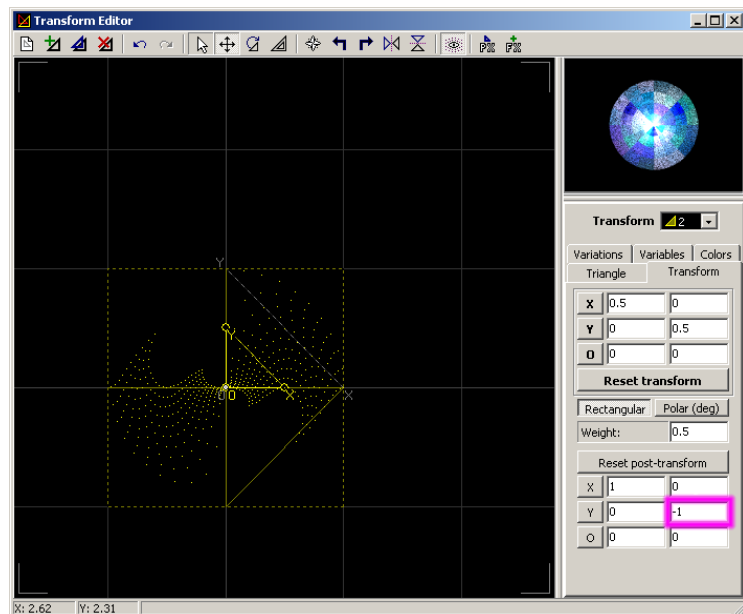 Transform Editor
PX FX
Transform 2
Variations Variables Colors
Triangle Transform
X 0.5 0
Y 0 0.5
O 0 0
Reset transform
Rectangular Polar (deg)
Weight: 0.5
Reset post-transform
X 1 0
Y 0 -1
O 0 0
Y
Y
O O X X
X: 2.62 Y: 2.31